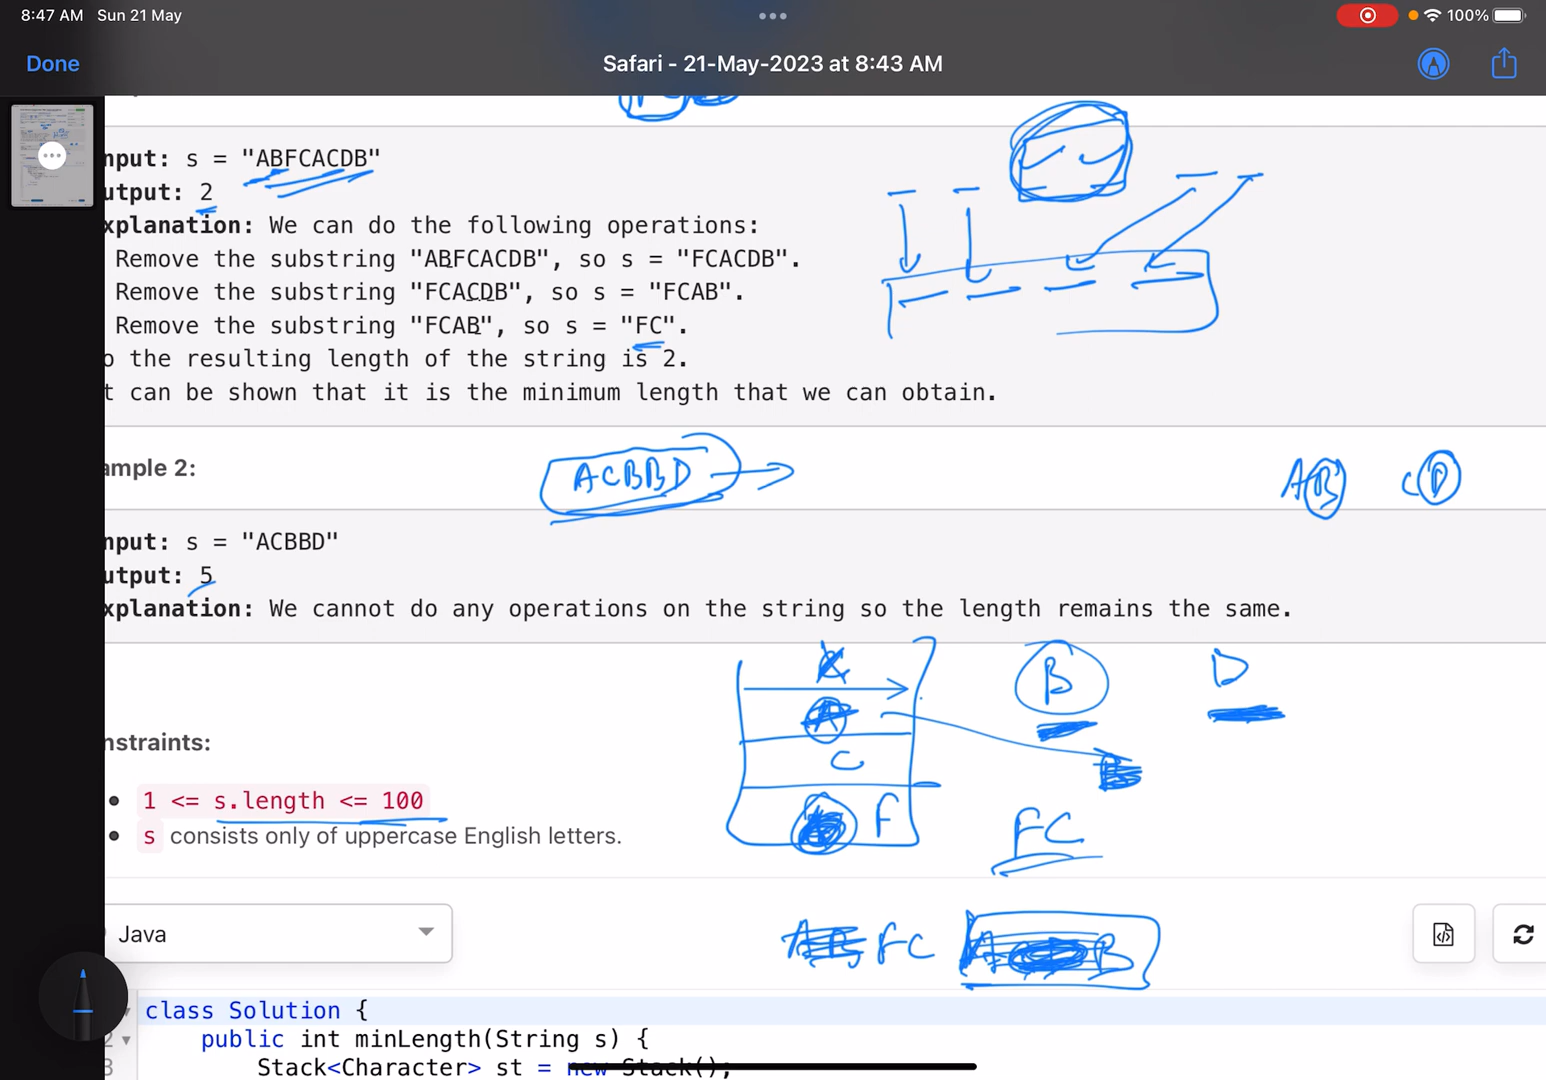 8:47 AM Sun 21 May
100%
Done
Safari - 21-May-2023 at 8:43 AM
nput: s = "ABFCACDB"
utput: 2
xplanation: We can do the following operations:
Remove the substring "ABFCACDB", so s = "FCACDB".
Remove the substring "FCACDB", so s = "FCAB".
Remove the substring "FCAB", so s = "FC".
o the resulting length of the string is 2.
t can be shown that it is the minimum length that we can obtain.
ample 2:
ACBBD
AB CD
nput: s = "ACBBD"
utput: 5
xplanation: We cannot do any operations on the string so the length remains the same.
B D
A
C
F
FC
nstraints:
1 <= s.length <= 100
s consists only of uppercase English letters.
FC A B
Java
class Solution {
2 public int minLength(String s) {
3 Stack<Character> st = new Stack();